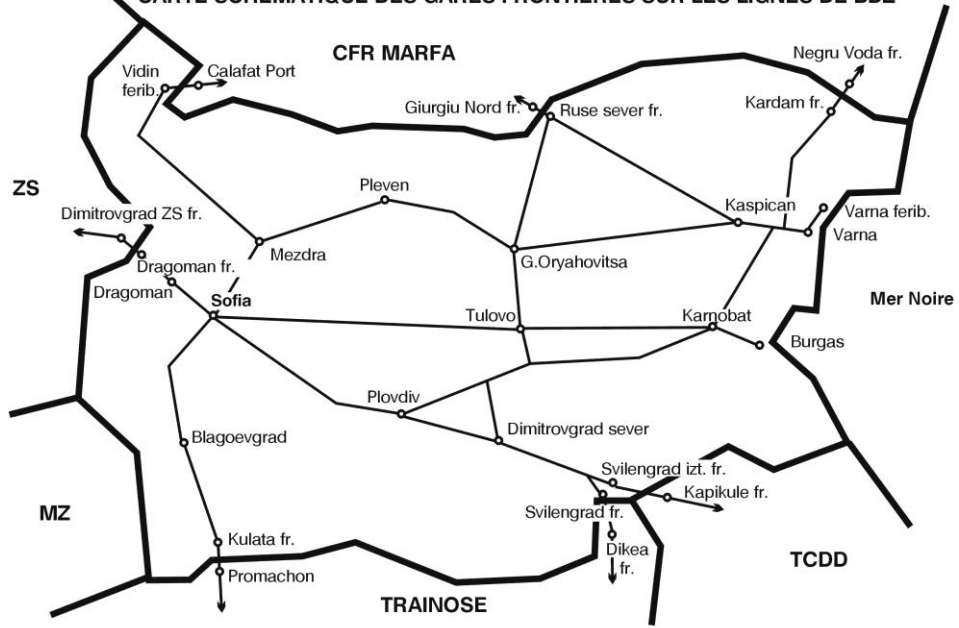 CARTE SCHÉMATIQUE DES GARES FRONTIÈRES SUR LES LIGNES DE BDZ
CFR MARFA
Negru Voda fr.
Vidin
ferib.
Calafat Port
Giurgiu Nord fr.
Ruse sever fr.
Kardam fr.
ZS
Pleven
Kaspican
Dimitrovgrad ZS fr.
Varna ferib.
Varna
Mezdra
G.Oryahovitsa
Dragoman fr.
Dragoman
Sofia
Mer Noire
Tulovo
Karnobat
Burgas
Plovdiv
Blagoevgrad
Dimitrovgrad sever
Svilengrad izt. fr.
Kapikule fr.
MZ
Svilengrad fr.
Kulata fr.
Dikea
fr.
TCDD
Promachon
TRAINOSE